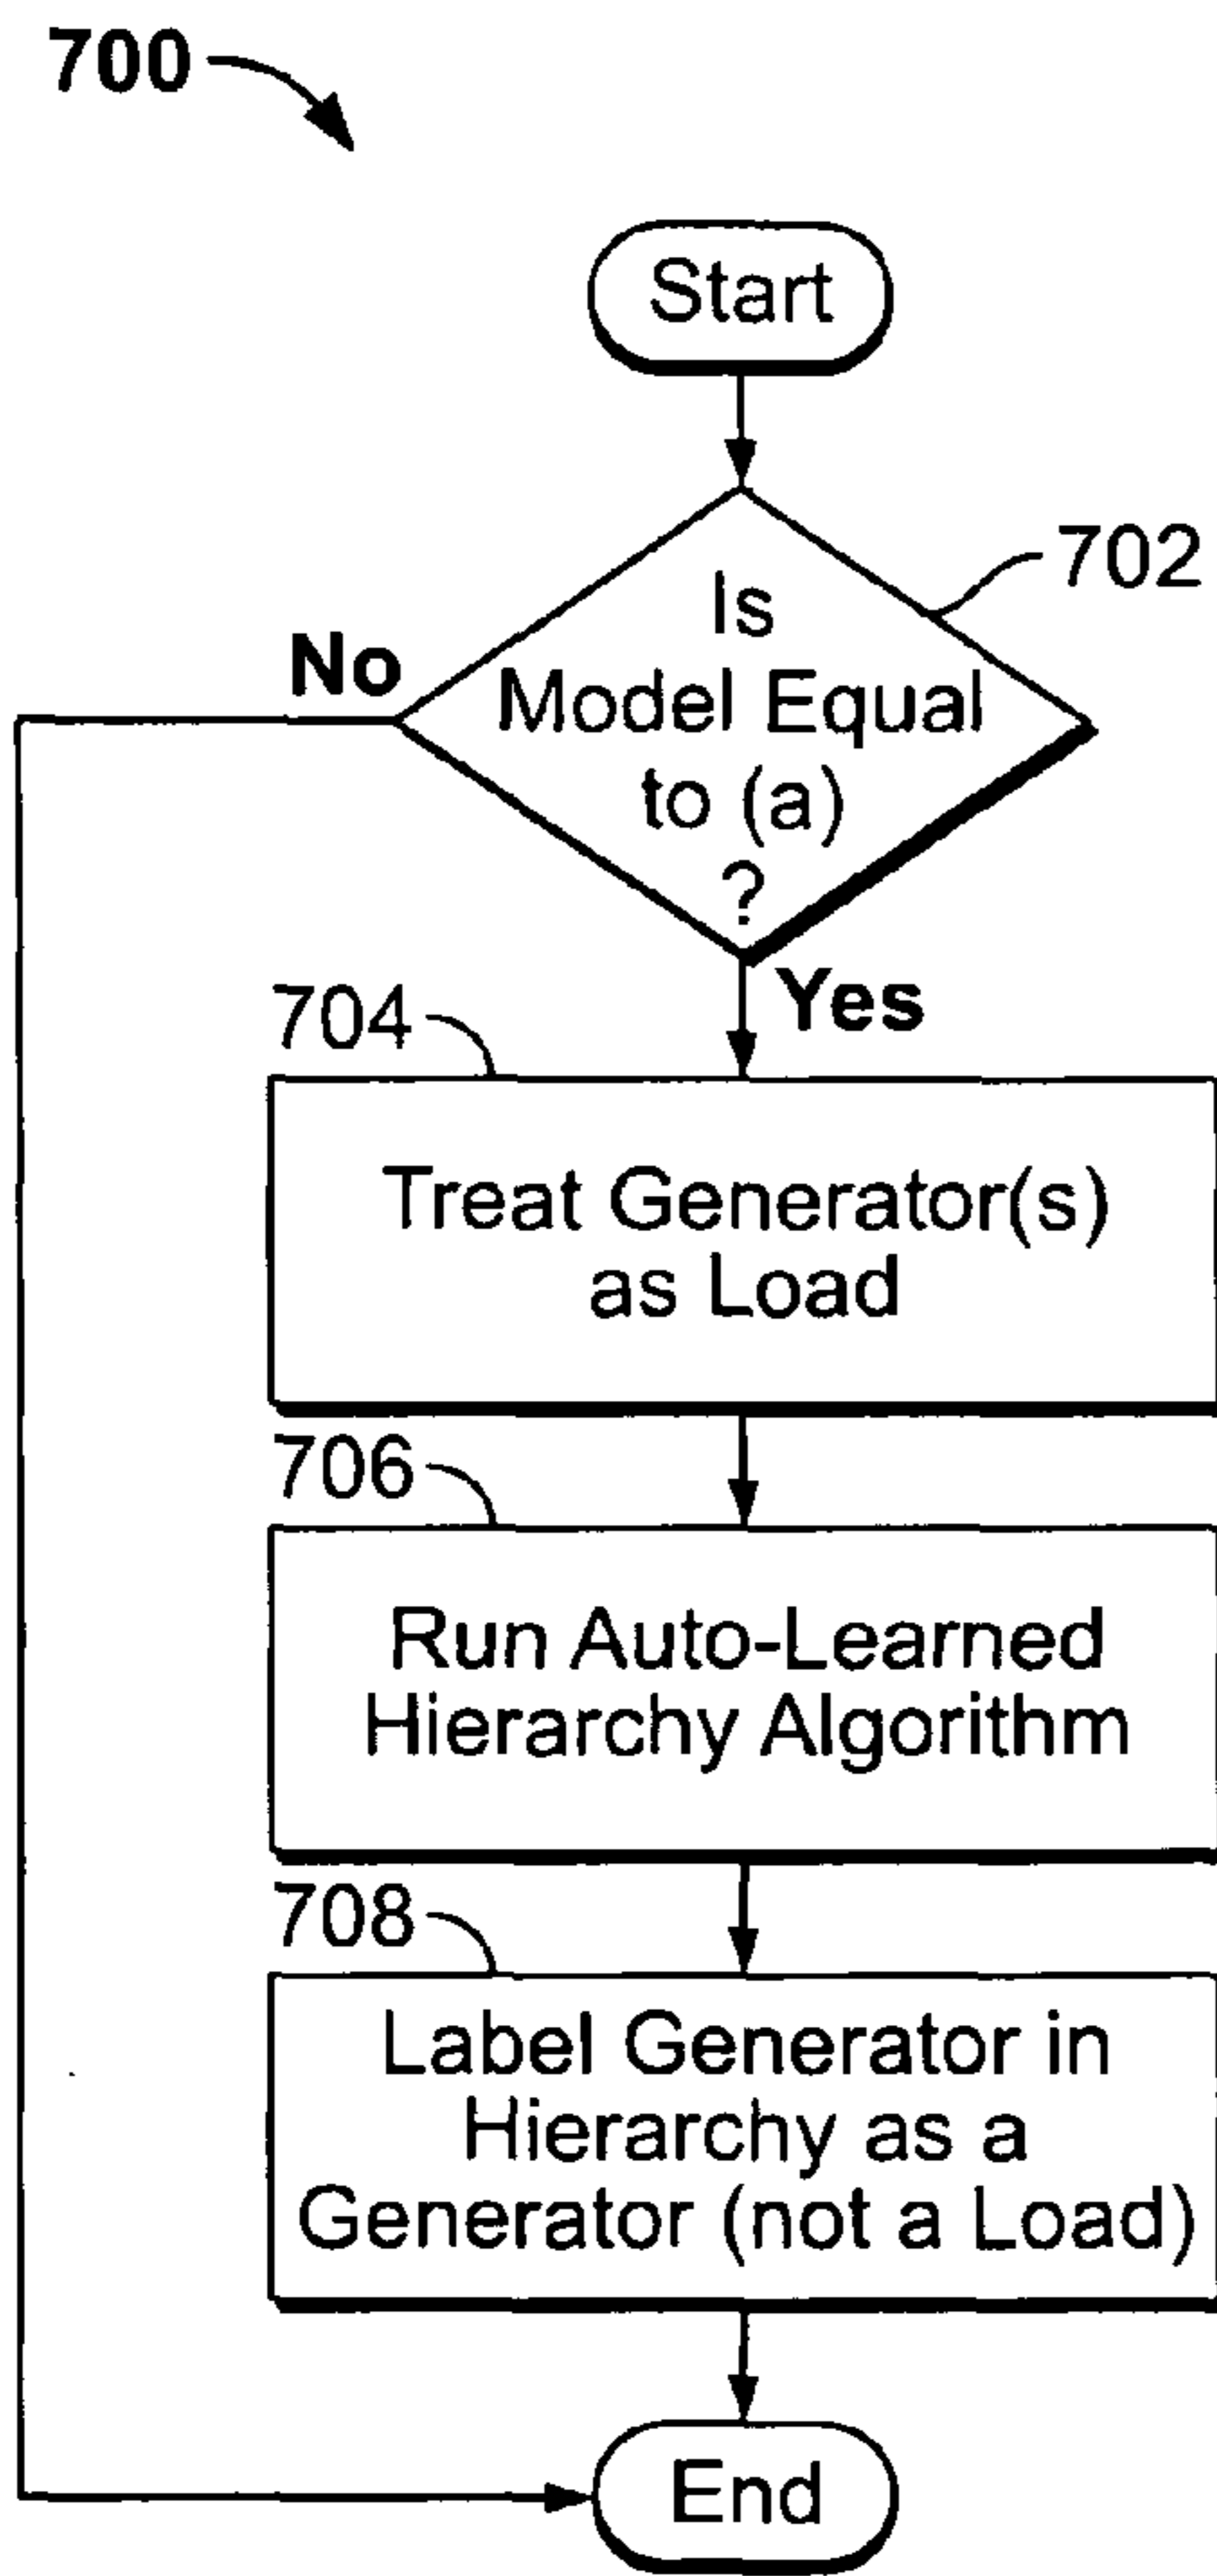 700
Start
702
Is
Model Equal
to (a)
?
No
Yes
704
Treat Generator(s)
as Load
706
Run Auto-Learned
Hierarchy Algorithm
708
Label Generator in
Hierarchy as a
Generator (not a Load)
End